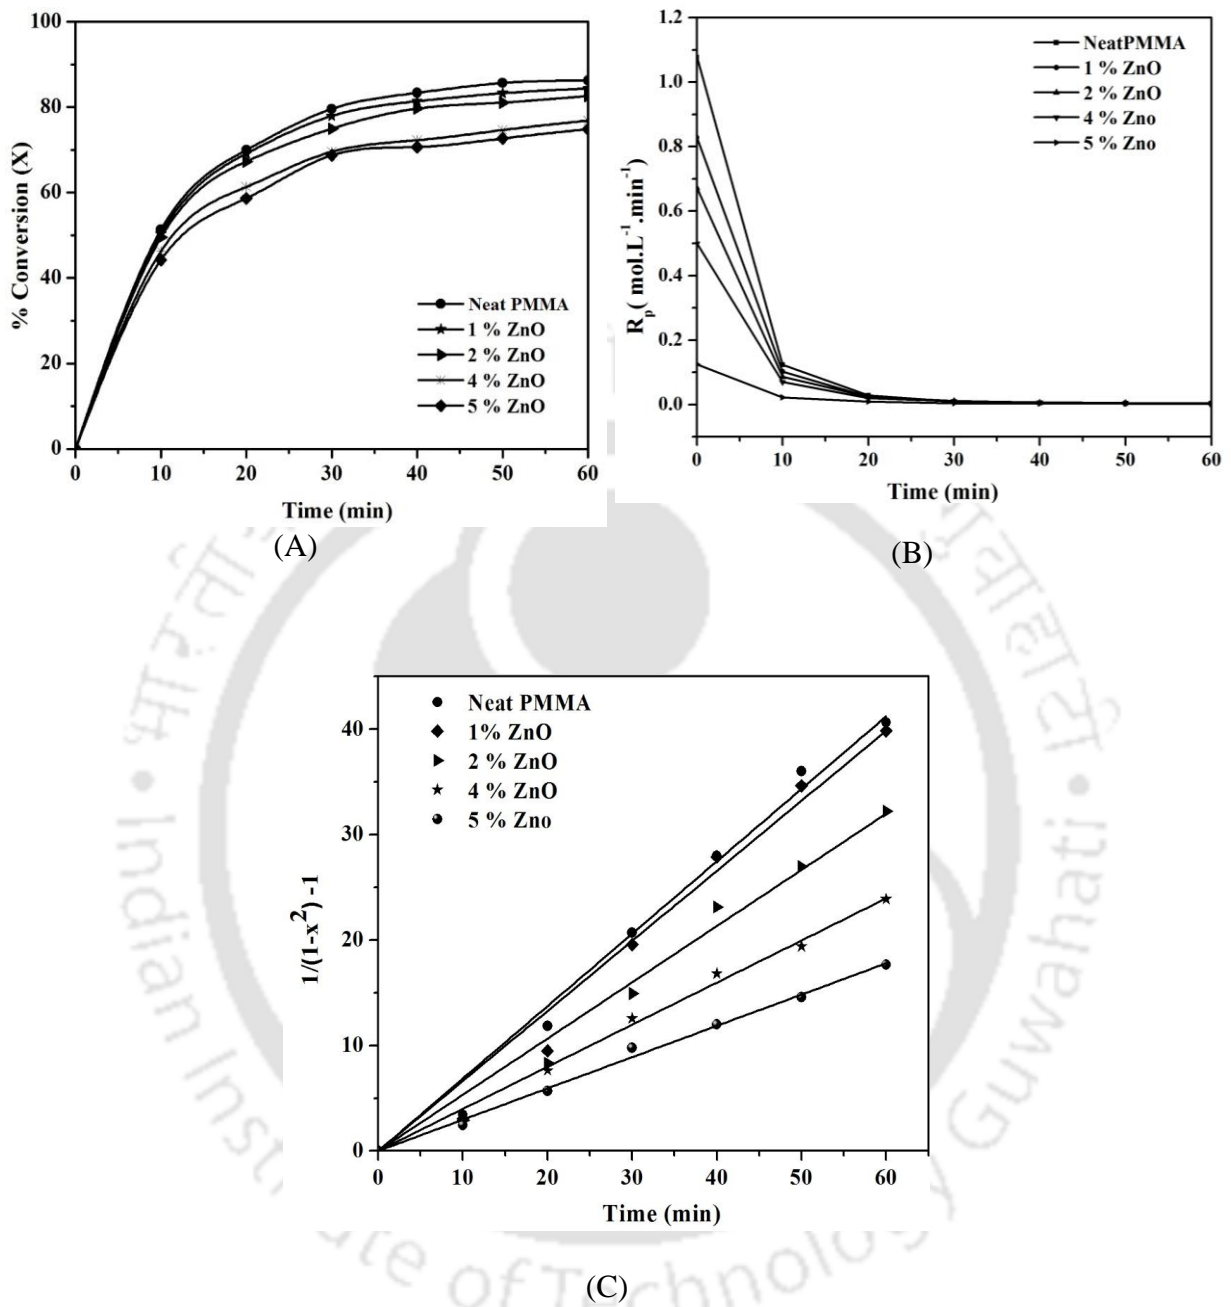 100
80
60
40
20
0
% Conversion (X)
Neat PMMA
1 % ZnO
2 % ZnO
4 % ZnO
5 % ZnO
0 10 20 30 40 50 60
Time (min)
(A)
1.2
1.0
0.8
0.6
0.4
0.2
0.0
R_p( mol.L⁻¹.min⁻¹)
NeatPMMA
1 % ZnO
2 % ZnO
4 % Zno
5 % Zno
0 10 20 30 40 50 60
Time (min)
(B)
40
30
20
10
0
1/(1-x²) -1
Neat PMMA
1% ZnO
2 % ZnO
4 % ZnO
5 % Zno
0 10 20 30 40 50 60
Time (min)
(C)
Indian Institute of Technology Guwahati